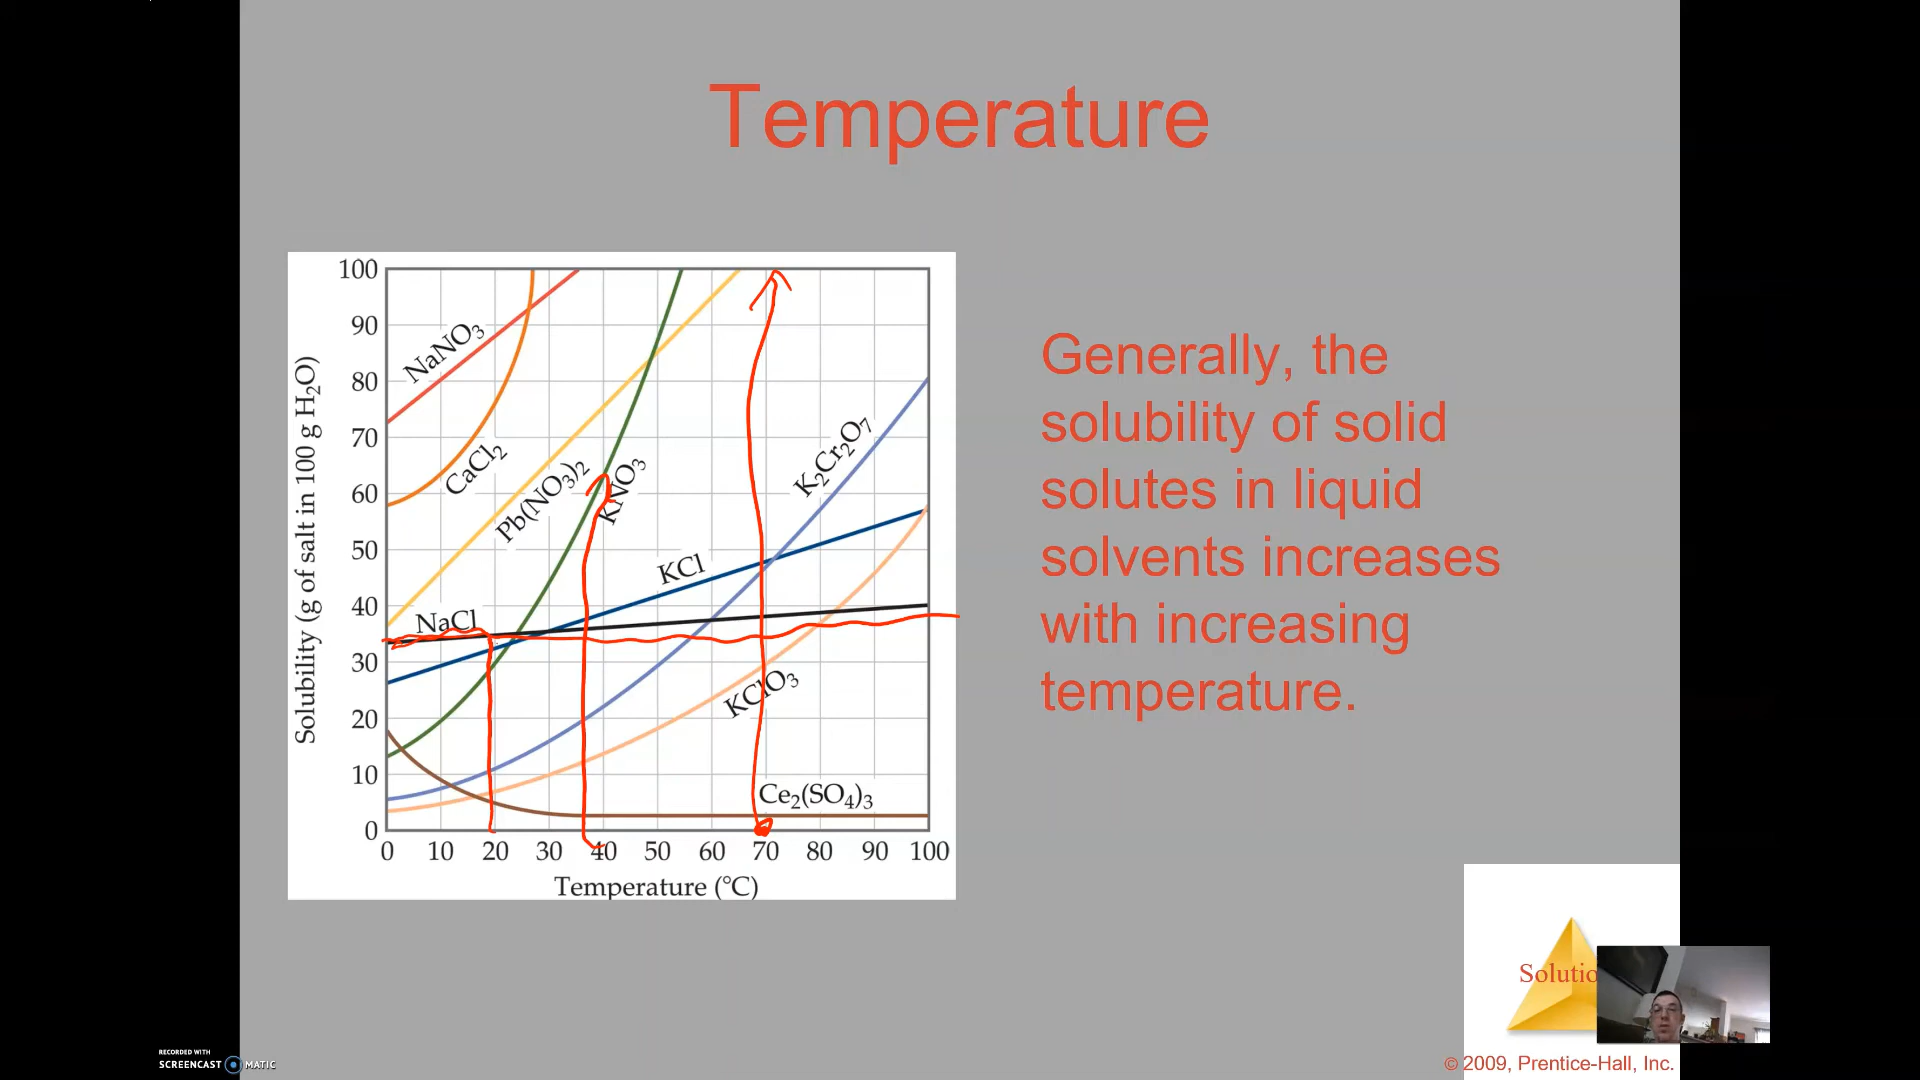 Temperature
100
90
80
70
60
50
40
30
20
10
0
Solubility (g of salt in 100 g H₂O)
NaNO₃
CaCl₂
Pb(NO₃)₂
KNO₃
K₂Cr₂O₇
KCl
NaCl
KClO₃
Ce₂(SO₄)₃
0 10 20 30 40 50 60 70 80 90 100
Temperature (°C)
Generally, the
solubility of solid
solutes in liquid
solvents increases
with increasing
temperature.
© 2009, Prentice-Hall, Inc.
RECORDED WITH
SCREENCAST MATIC